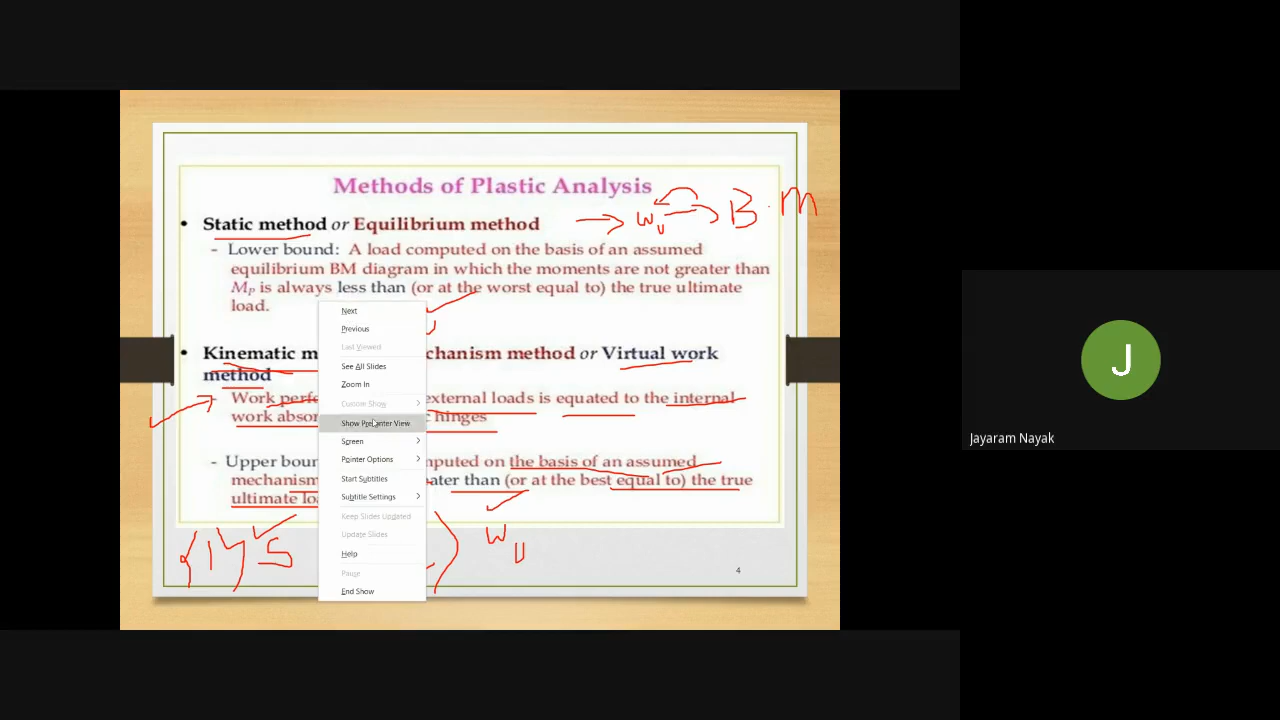 Methods of Plastic Analysis
• Static method or Equilibrium method → Wu B.M
- Lower bound: A load computed on the basis of an assumed
equilibrium BM diagram in which the moments are not greater than
MP is always less than (or at the worst equal to) the true ultimate
load.
• Kinematic m chanism method or Virtual work
method
- Work perfo external loads is equated to the internal
work absor hinges
- Upper boun mputed on the basis of an assumed
mechanism ater than (or at the best equal to) the true
ultimate loa
Wu
4
Next
Previous
Last Viewed
See All Slides
Zoom In
Custom Show
Show Presenter View
Screen
Pointer Options
Start Subtitles
Subtitle Settings
Keep Slides Updated
Update Slides
Help
Pause
End Show
J
Jayaram Nayak